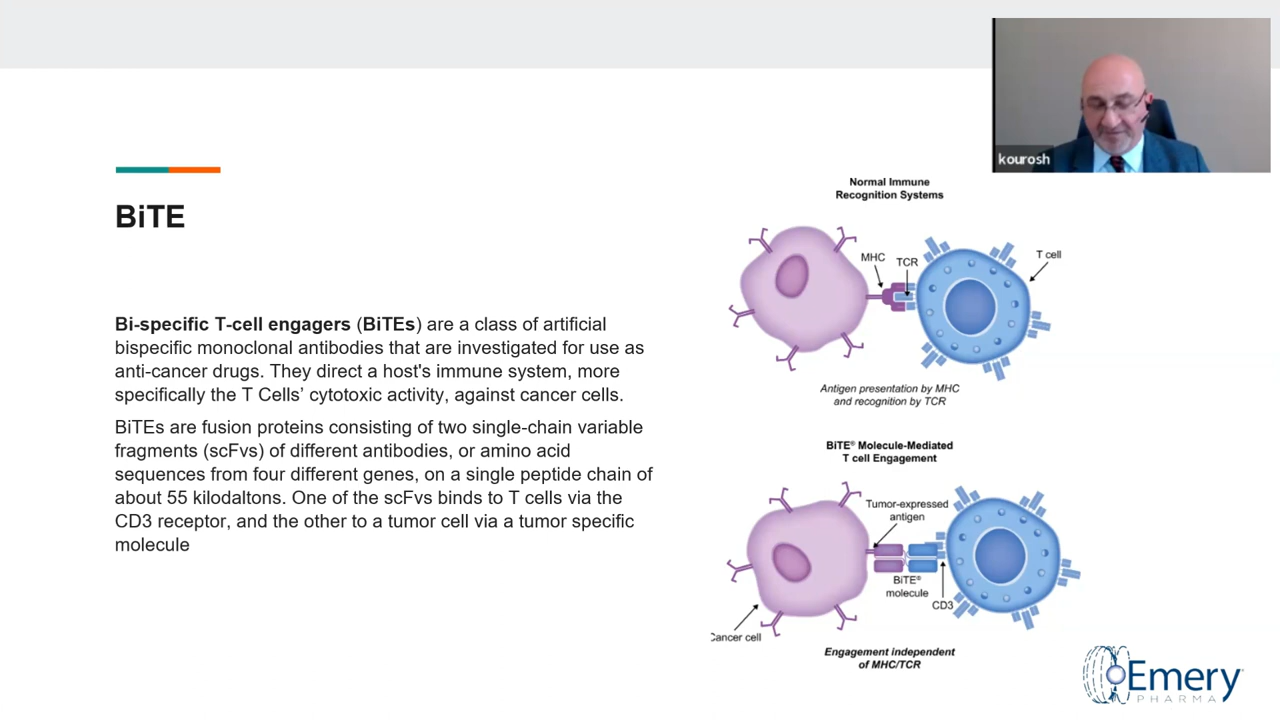 kourosh
BiTE
Bi-specific T-cell engagers (BiTEs) are a class of artificial
bispecific monoclonal antibodies that are investigated for use as
anti-cancer drugs. They direct a host's immune system, more
specifically the T Cells’ cytotoxic activity, against cancer cells.
BiTEs are fusion proteins consisting of two single-chain variable
fragments (scFvs) of different antibodies, or amino acid
sequences from four different genes, on a single peptide chain of
about 55 kilodaltons. One of the scFvs binds to T cells via the
CD3 receptor, and the other to a tumor cell via a tumor specific
molecule
Normal Immune
Recognition Systems
MHC
TCR
T cell
Antigen presentation by MHC
and recognition by TCR
BiTE® Molecule-Mediated
T cell Engagement
Tumor-expressed
antigen
BiTE®
molecule
CD3
Cancer cell
Engagement independent
of MHC/TCR
Emery
PHARMA